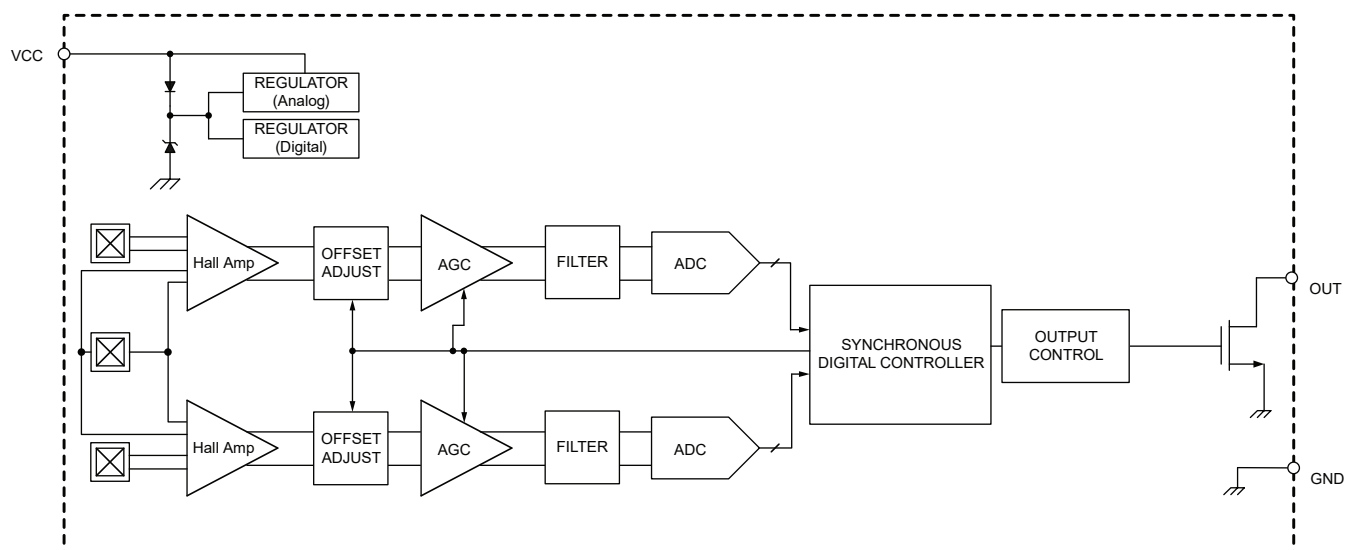 VCC
REGULATOR
(Analog)
REGULATOR
(Digital)
Hall Amp
OFFSET
ADJUST
AGC
FILTER
ADC
OUT
SYNCHRONOUS
DIGITAL CONTROLLER
OUTPUT
CONTROL
Hall Amp
OFFSET
ADJUST
AGC
FILTER
ADC
GND